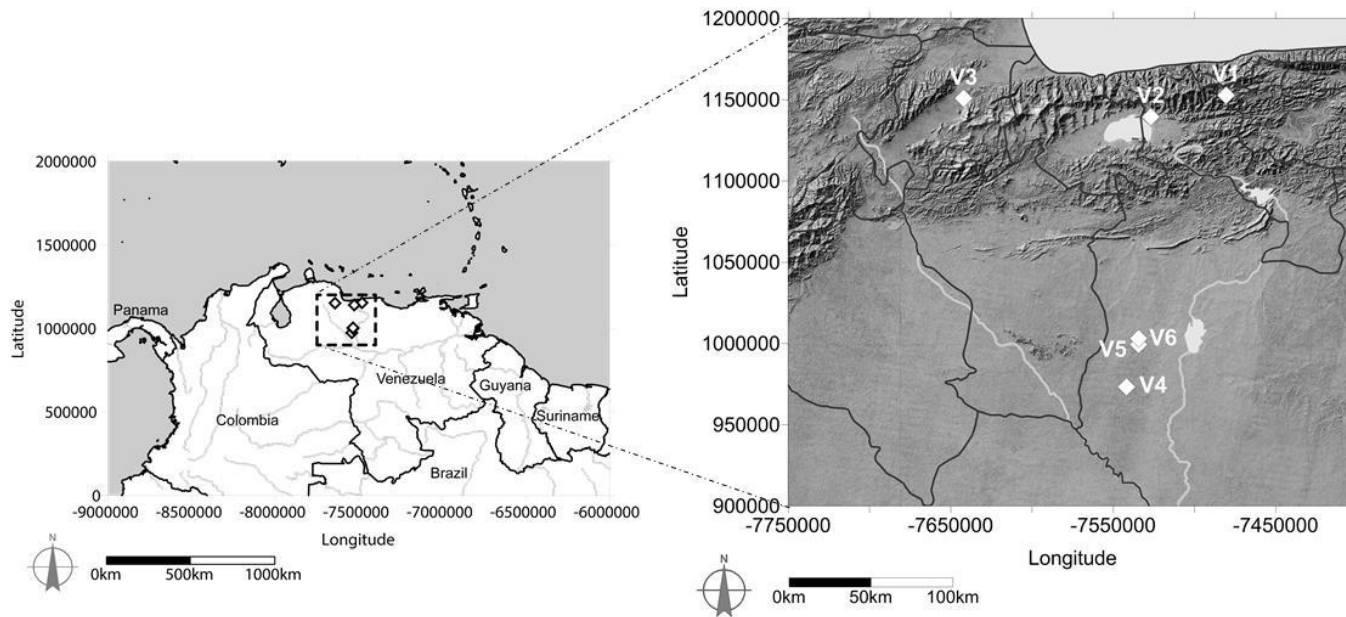 2000000
1500000
1000000
500000
0
Latitude
Panama
Colombia
Venezuela
Guyana
Suriname
Brazil
-9000000 -8500000 -8000000 -7500000 -7000000 -6500000 -6000000
Longitude
N
0km 500km 1000km
1200000
1150000
1100000
1050000
1000000
950000
900000
Latitude
V3
V1
V2
V6
V5
V4
-7750000 -7650000 -7550000 -7450000
Longitude
N
0km 50km 100km